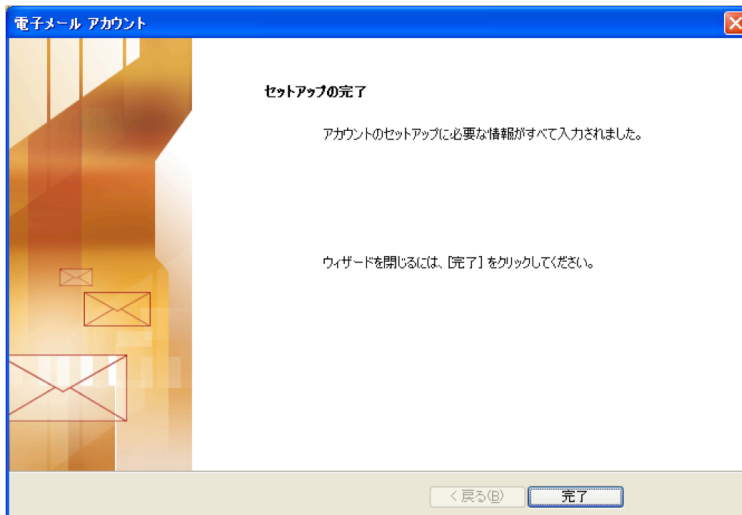 電子メール アカウント
セットアップの完了
アカウントのセットアップに必要な情報がすべて入力されました。
ウィザードを閉じるには、[完了] をクリックしてください。
< 戻る(B)
完了